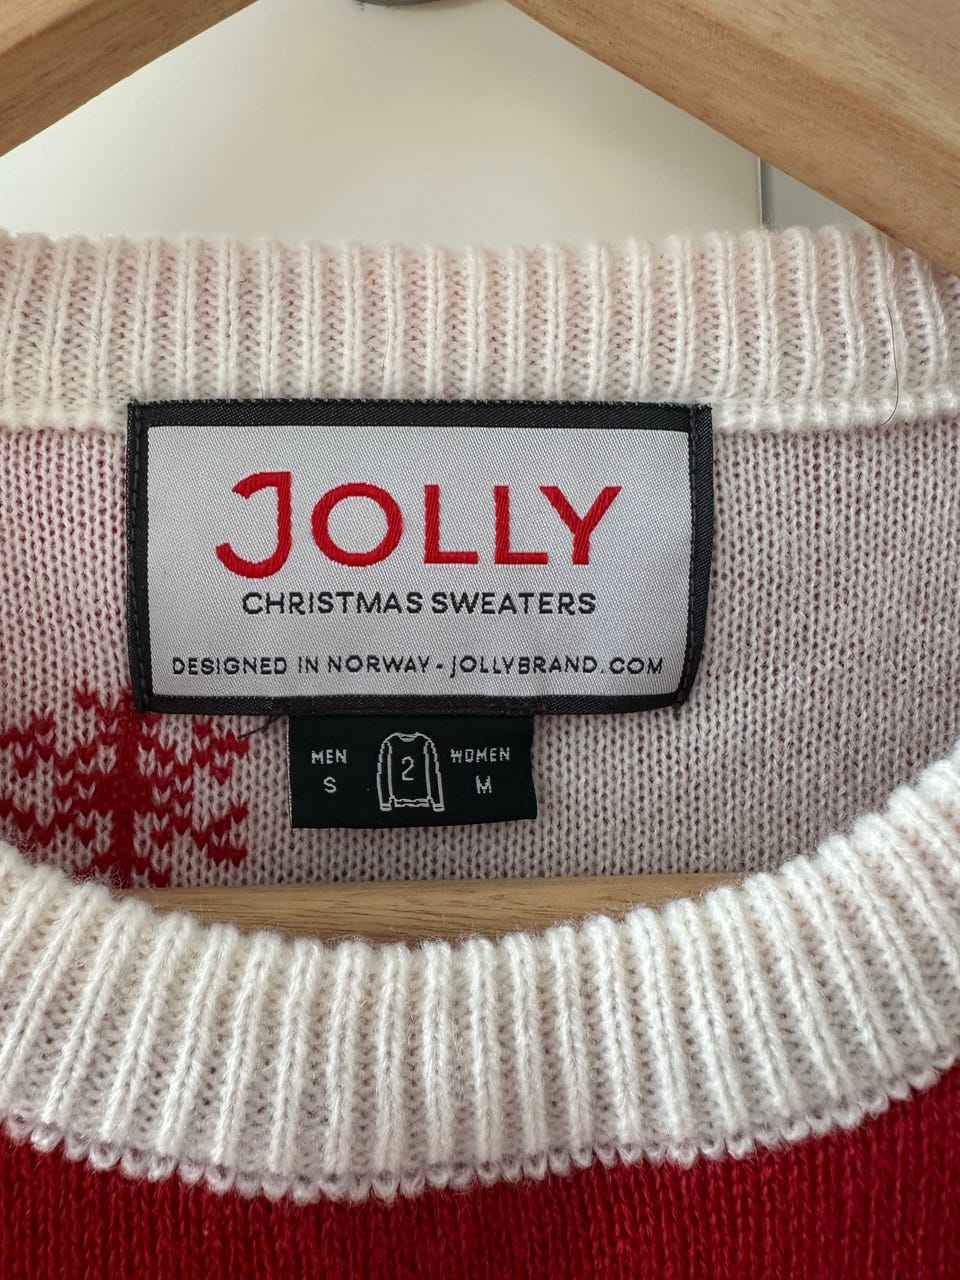 JOLLY
CHRISTMAS SWEATERS
DESIGNED IN NORWAY - JOLLYBRAND.COM
MEN 2 WOMEN
S M